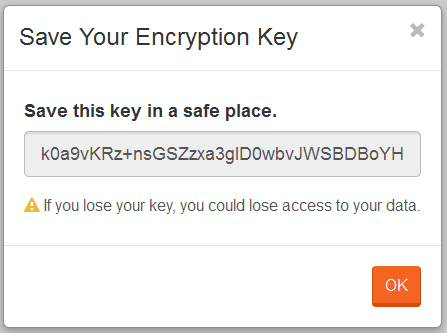 Save Your Encryption Key
Save this key in a safe place.
k0a9vKRz+nsGSZzxa3glD0wbvJWSBDBoYH
If you lose your key, you could lose access to your data.
OK